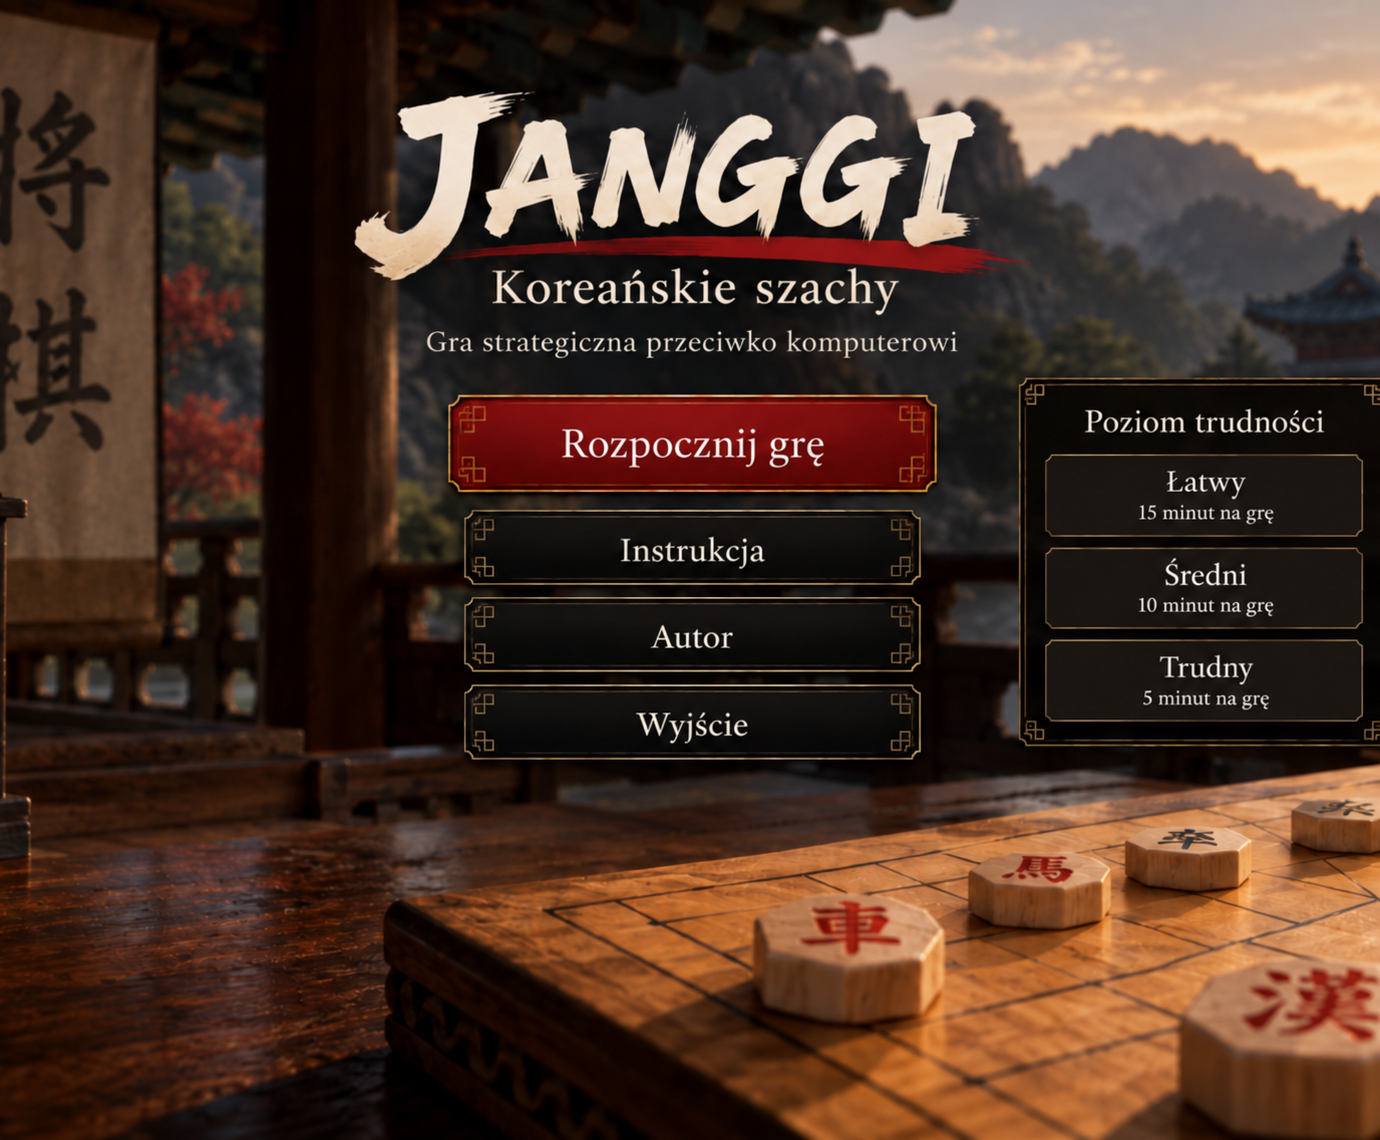 將
棋
JANGGI
Koreańskie szachy
Gra strategiczna przeciwko komputerowi
Rozpocznij grę
Instrukcja
Autor
Wyjście
Poziom trudności
Łatwy
15 minut na grę
Średni
10 minut na grę
Trudny
5 minut na grę
車
馬
卒
漢